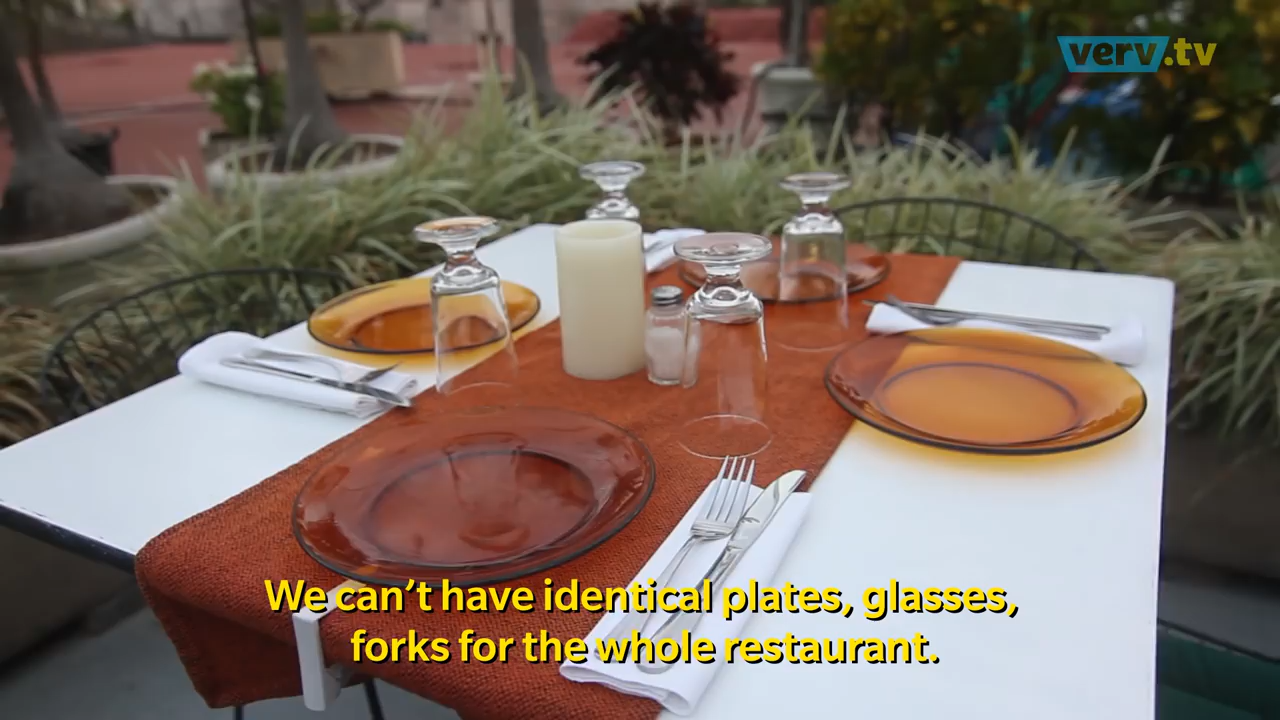 verv.tv
We can’t have identical plates, glasses,
forks for the whole restaurant.